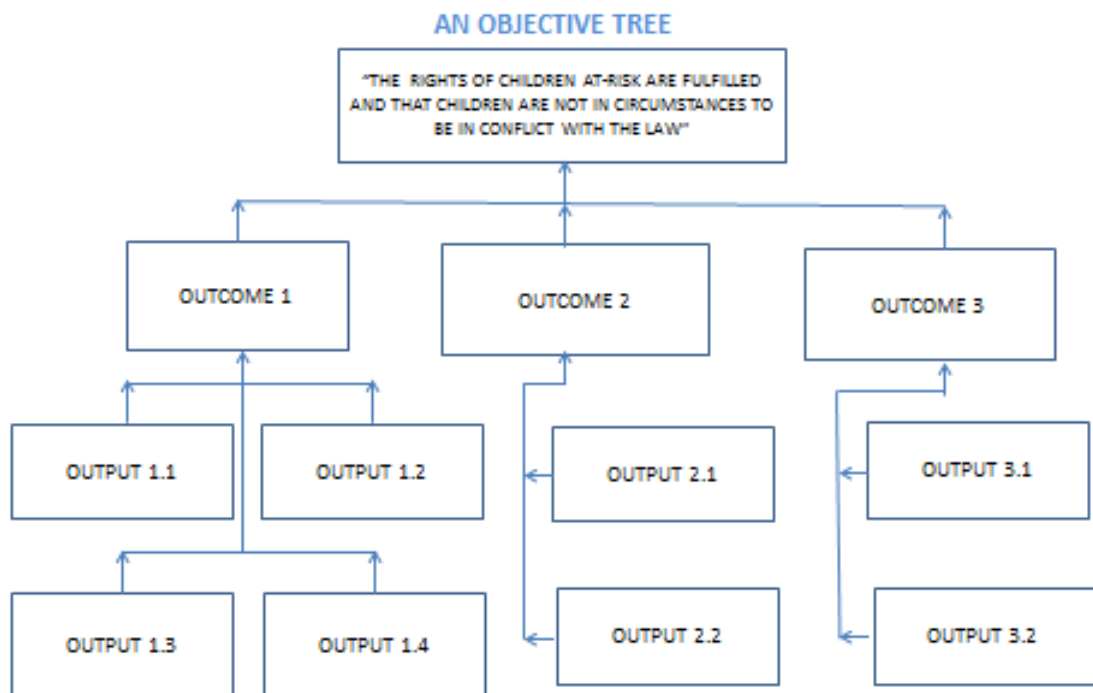 AN OBJECTIVE TREE
"THE RIGHTS OF CHILDREN AT-RISK ARE FULFILLED
AND THAT CHILDREN ARE NOT IN CIRCUMSTANCES TO
BE IN CONFLICT WITH THE LAW"
OUTCOME 1
OUTCOME 2
OUTCOME 3
OUTPUT 1.1
OUTPUT 1.2
OUTPUT 2.1
OUTPUT 3.1
OUTPUT 1.3
OUTPUT 1.4
OUTPUT 2.2
OUTPUT 3.2